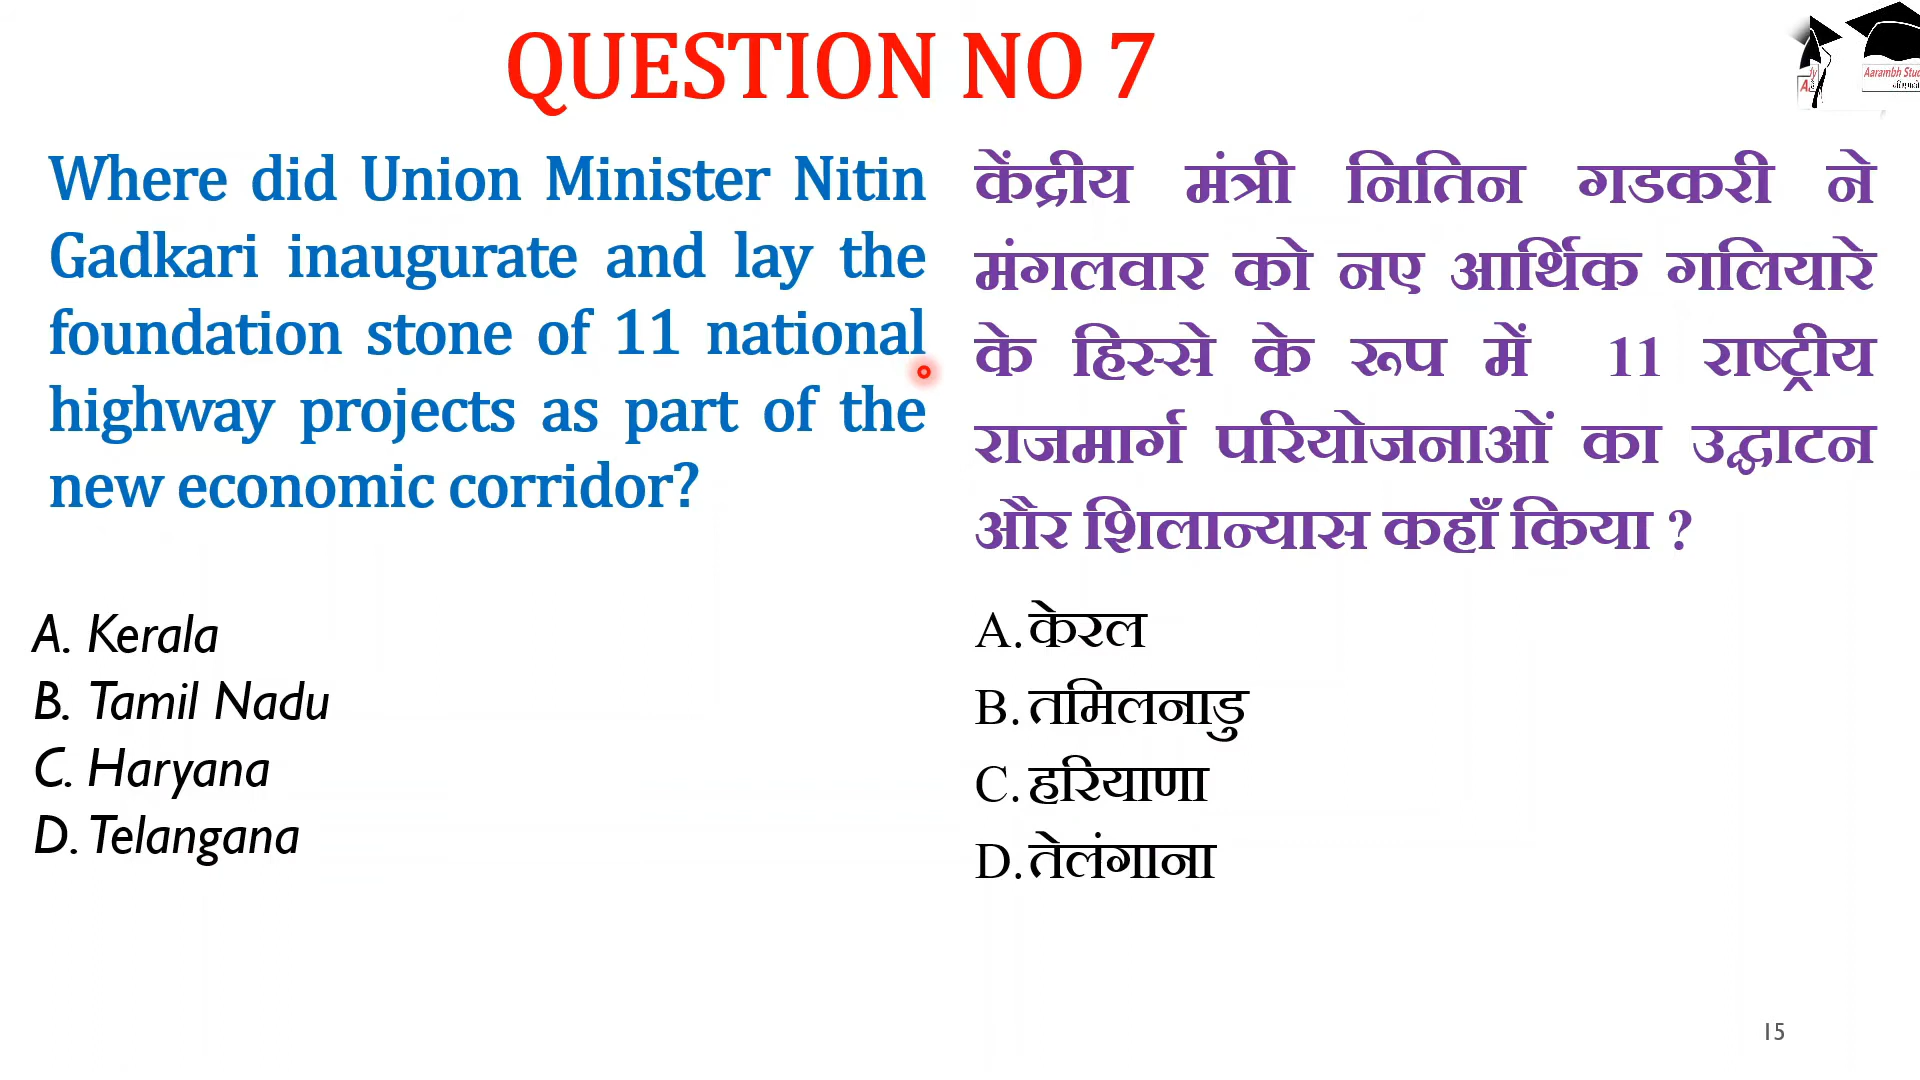 QUESTION NO 7
Where did Union Minister Nitin
Gadkari inaugurate and lay the
foundation stone of 11 national
highway projects as part of the
new economic corridor?
A. Kerala
B. Tamil Nadu
C. Haryana
D. Telangana
केंद्रीय मंत्री नितिन गडकरी ने
मंगलवार को नए आर्थिक गलियारे
के हिस्से के रूप में 11 राष्ट्रीय
राजमार्ग परियोजनाओं का उद्घाटन
और शिलान्यास कहाँ किया ?
A. केरल
B. तमिलनाडु
C. हरियाणा
D. तेलंगाना
Aarambh
15